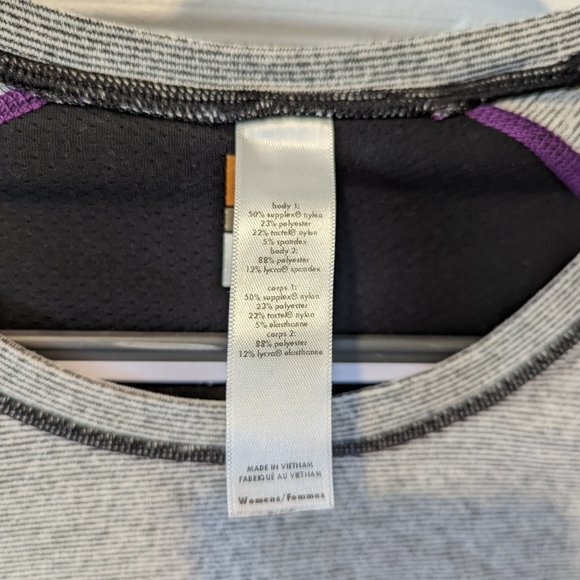 body 1:
50% supplex® nylon
23% polyester
22% tactel® nylon
5% spandex
body 2:
88% polyester
12% lycra® spandex
corps 1:
50% supplex® nylon
23% polyester
22% tactel® nylon
5% elasthanne
corps 2:
88% polyester
12% lycra® elasthanne
MADE IN VIETNAM
FABRIQUÉ AU VIETNAM
Womens/Femmes